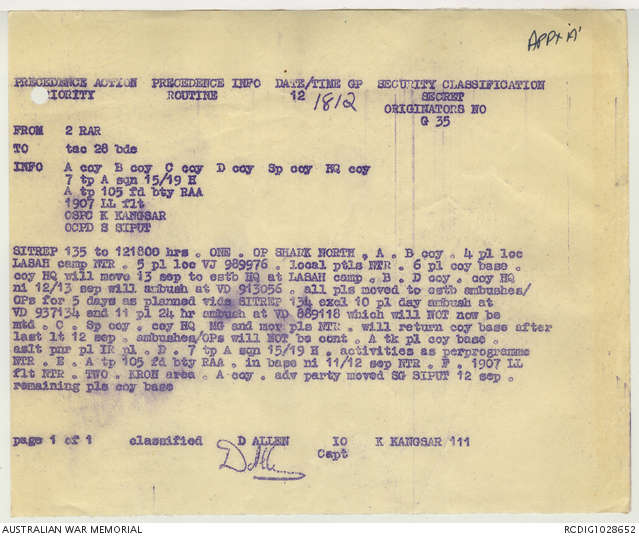 APPX 'A'
PRECEDENCE ACTION PRECEDENCE INFO DATE/TIME GP SECURITY CLASSIFICATION
RIORITY ROUTINE 12 1812 SECRET
ORIGINATORS NO
G 35
FROM 2 RAR
TO tac 28 bde
INFO A coy B coy C coy D coy Sp coy HQ coy
7 tp A sqn 15/19 H
A tp 105 fd bty RAA
1907 LL flt
OSPC K KANGSAR
OCPD S SIPUT
SITREP 135 to 121800 hrs . ONE . OP SHARK NORTH . A . B coy . 4 pl loc
LASAH camp NTR . 5 pl loc VJ 989976 . local ptls NTR . 6 pl coy base .
coy HQ will move 13 sep to estb HQ at LASAH camp . B . D coy . coy HQ
ni 12/13 sep will ambush at VD 913056 . all pls moved to estb ambushes/
OPs for 5 days as planned vide SITREP 134 excl 10 pl day ambush at
VD 937134 and 11 pl 24 hr ambush at VD 889118 which will NOT now be
mtd . C . Sp coy . coy HQ MG and mor pls NTR . will return coy base after
last lt 12 sep . ambushes/OPs will NOT be cont . A tk pl coy base .
aslt pnr pl IR pl . D . 7 tp A sqn 15/19 H . activities as perprogramme
NTR . E . A tp 105 fd bty RAA . in base ni 11/12 sep NTR . F . 1907 LL
flt NTR . TWO . KROH area . A coy . adv party moved SG SIPUT 12 sep .
remaining pls coy base
page 1 of 1 classified D ALLEN IO K KANGSAR 111
Capt
D Allen
AUSTRALIAN WAR MEMORIAL RCDIG1028652